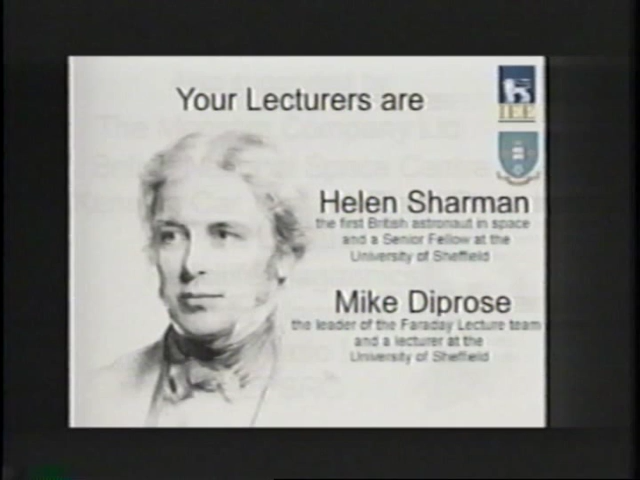 Your Lecturers are
IEE
Helen Sharman
the first British astronaut in space
and a Senior Fellow at the
University of Sheffield
Mike Diprose
the leader of the Faraday Lecture team
and a lecturer at the
University of Sheffield